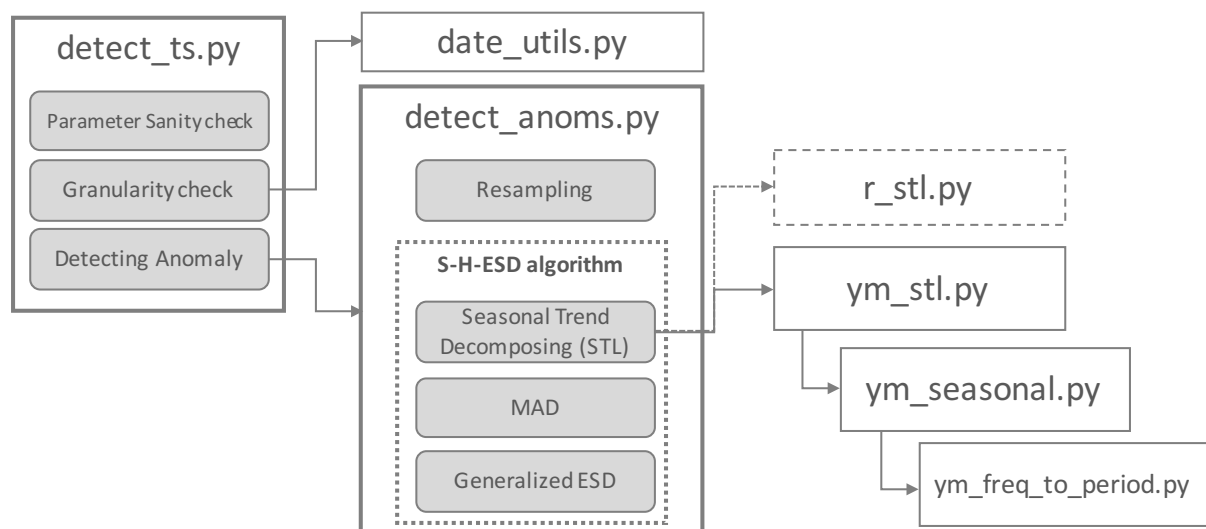 detect_ts.py
Parameter Sanity check
Granularity check
Detecting Anomaly
date_utils.py
detect_anoms.py
Resampling
S-H-ESD algorithm
Seasonal Trend
Decomposing (STL)
MAD
Generalized ESD
r_stl.py
ym_stl.py
ym_seasonal.py
ym_freq_to_period.py